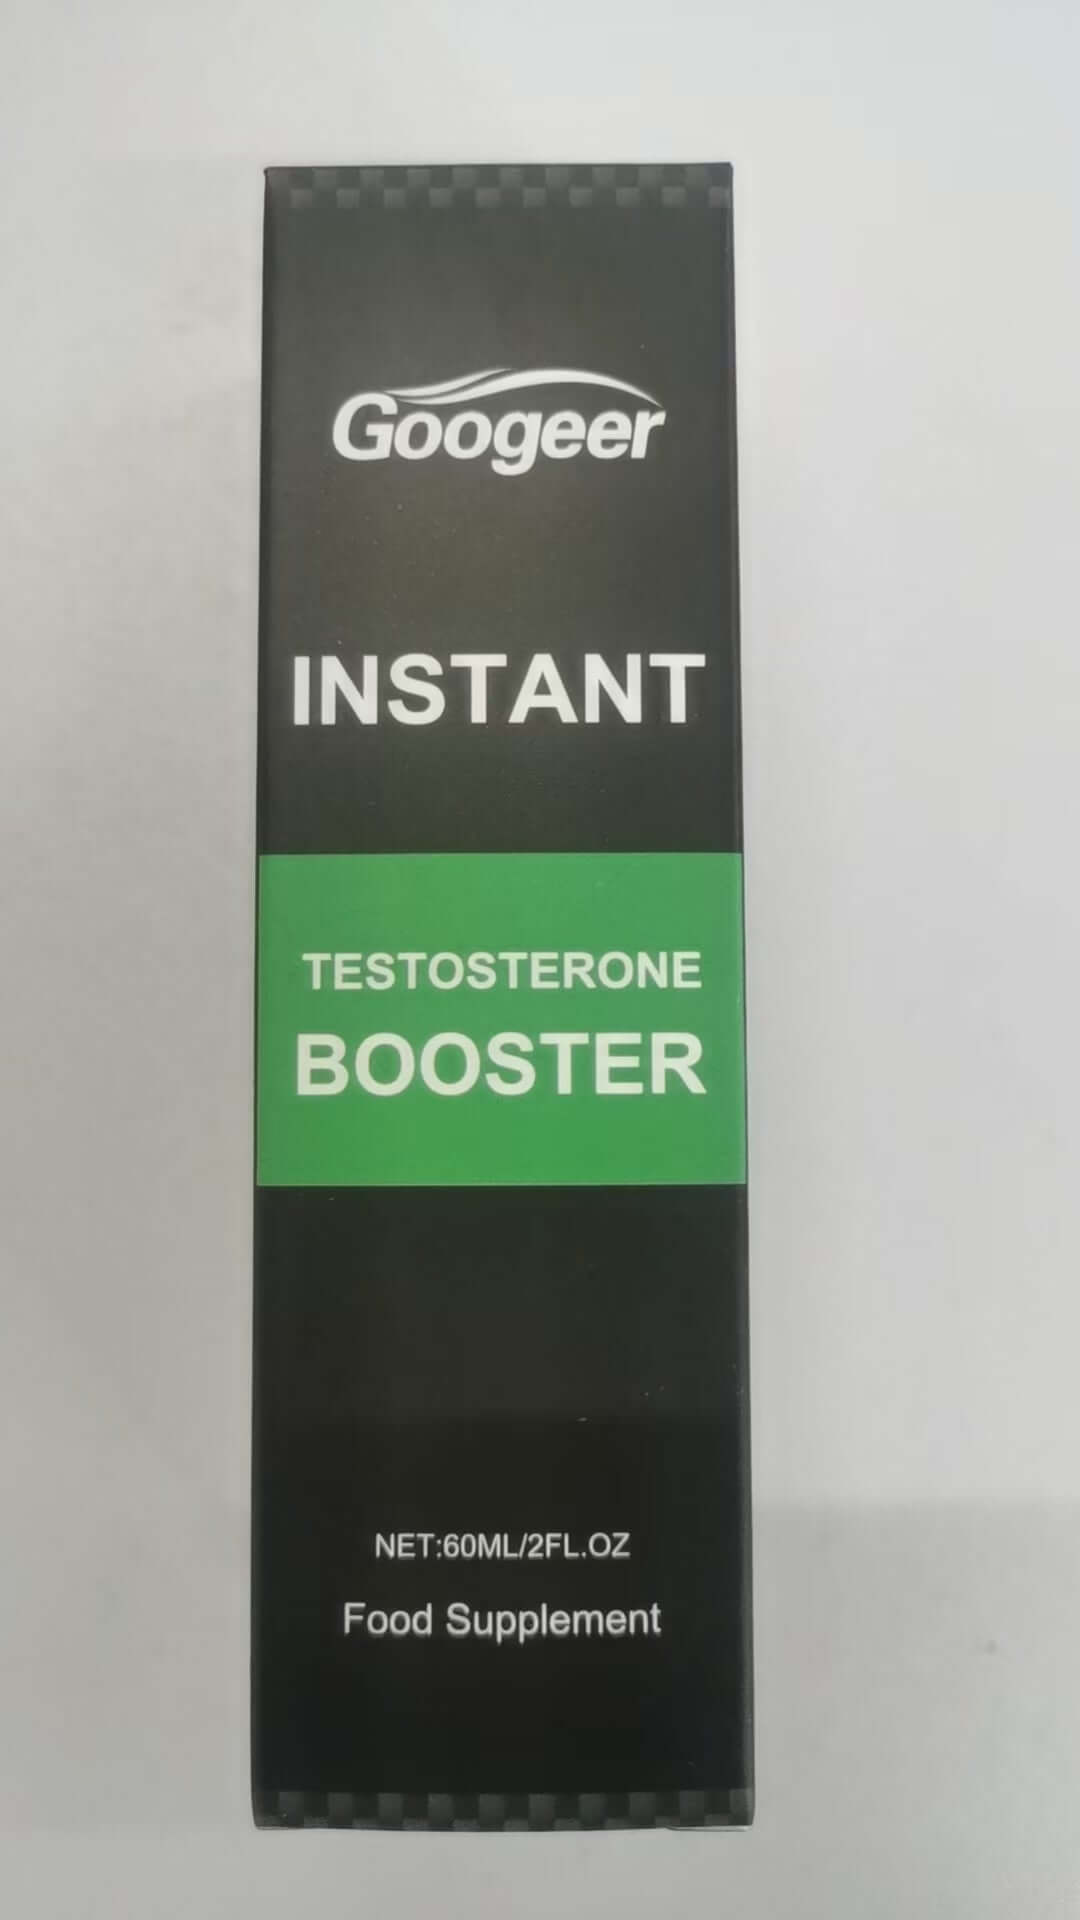 Googeer
INSTANT
TESTOSTERONE
BOOSTER
NET:60ML/2FL.OZ
Food Supplement